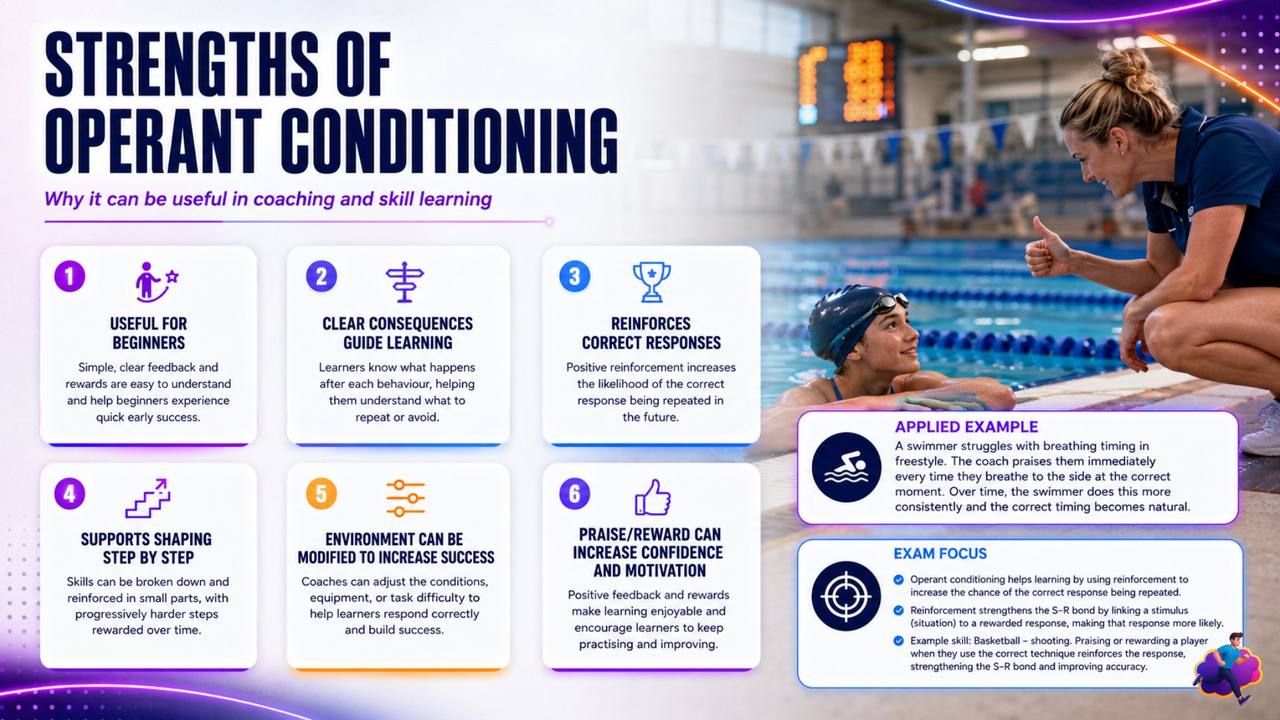 STRENGTHS OF
OPERANT CONDITIONING
Why it can be useful in coaching and skill learning
1
USEFUL FOR
BEGINNERS
Simple, clear feedback and
rewards are easy to understand
and help beginners experience
quick early success.
2
CLEAR CONSEQUENCES
GUIDE LEARNING
Learners know what happens
after each behaviour, helping
them understand what to
repeat or avoid.
3
REINFORCES
CORRECT RESPONSES
Positive reinforcement increases
the likelihood of the correct
response being repeated in
the future.
4
SUPPORTS SHAPING
STEP BY STEP
Skills can be broken down and
reinforced in small parts, with
progressively harder steps
rewarded over time.
5
ENVIRONMENT CAN BE
MODIFIED TO INCREASE SUCCESS
Coaches can adjust the conditions,
equipment, or task difficulty to
help learners respond correctly
and build success.
6
PRAISE/REWARD CAN
INCREASE CONFIDENCE
AND MOTIVATION
Positive feedback and rewards
make learning enjoyable and
encourage learners to keep
practising and improving.
APPLIED EXAMPLE
A swimmer struggles with breathing timing in
freestyle. The coach praises them immediately
every time they breathe to the side at the correct
moment. Over time, the swimmer does this more
consistently and the correct timing becomes natural.
EXAM FOCUS
Operant conditioning helps learning by using reinforcement to
increase the chance of the correct response being repeated.
Reinforcement strengthens the S–R bond by linking a stimulus
(situation) to a rewarded response, making that response more likely.
Example skill: Basketball – shooting. Praising or rewarding a player
when they use the correct technique reinforces the response,
strengthening the S–R bond and improving accuracy.